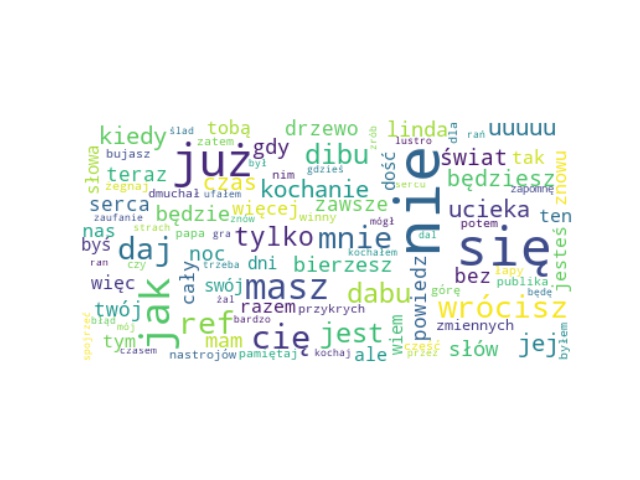 uuuuu
kiedy
ślad
tobą
drzewo
linda
dla
rań
zatem
zrób
lustro
słowa
bujasz
już
gdy
dibu
dość
nie
świat
tak
znowu
był
gdzieś
teraz
nim
sercu
będziesz
zegnaj
dmuchał
czas
ufałem
kochanie
zapomnę
serca
będzie
więcej
zawsze
ucieka
ten
zaufanie
znów
winny
mógł
potem
nas
strach
papa
gra
tylko
mnie
dal
się
jesteś
byś
daj
noc
kochałem
ran
czy
cały
trzeba
dni
bierzesz
powiedz
bez
łapy
więc
jak
swój
masz
dabu
górę
publika
będę
twój
żal
razem
przykrych
wrócisz
błąd
mój
ref
bardzo
cię
jest
wiem
zmiennych
spojrzeć
tym
mam
jej
byłem
czasem
nastrojów
pamiętaj
kochaj
ale
cześć
przez
słów